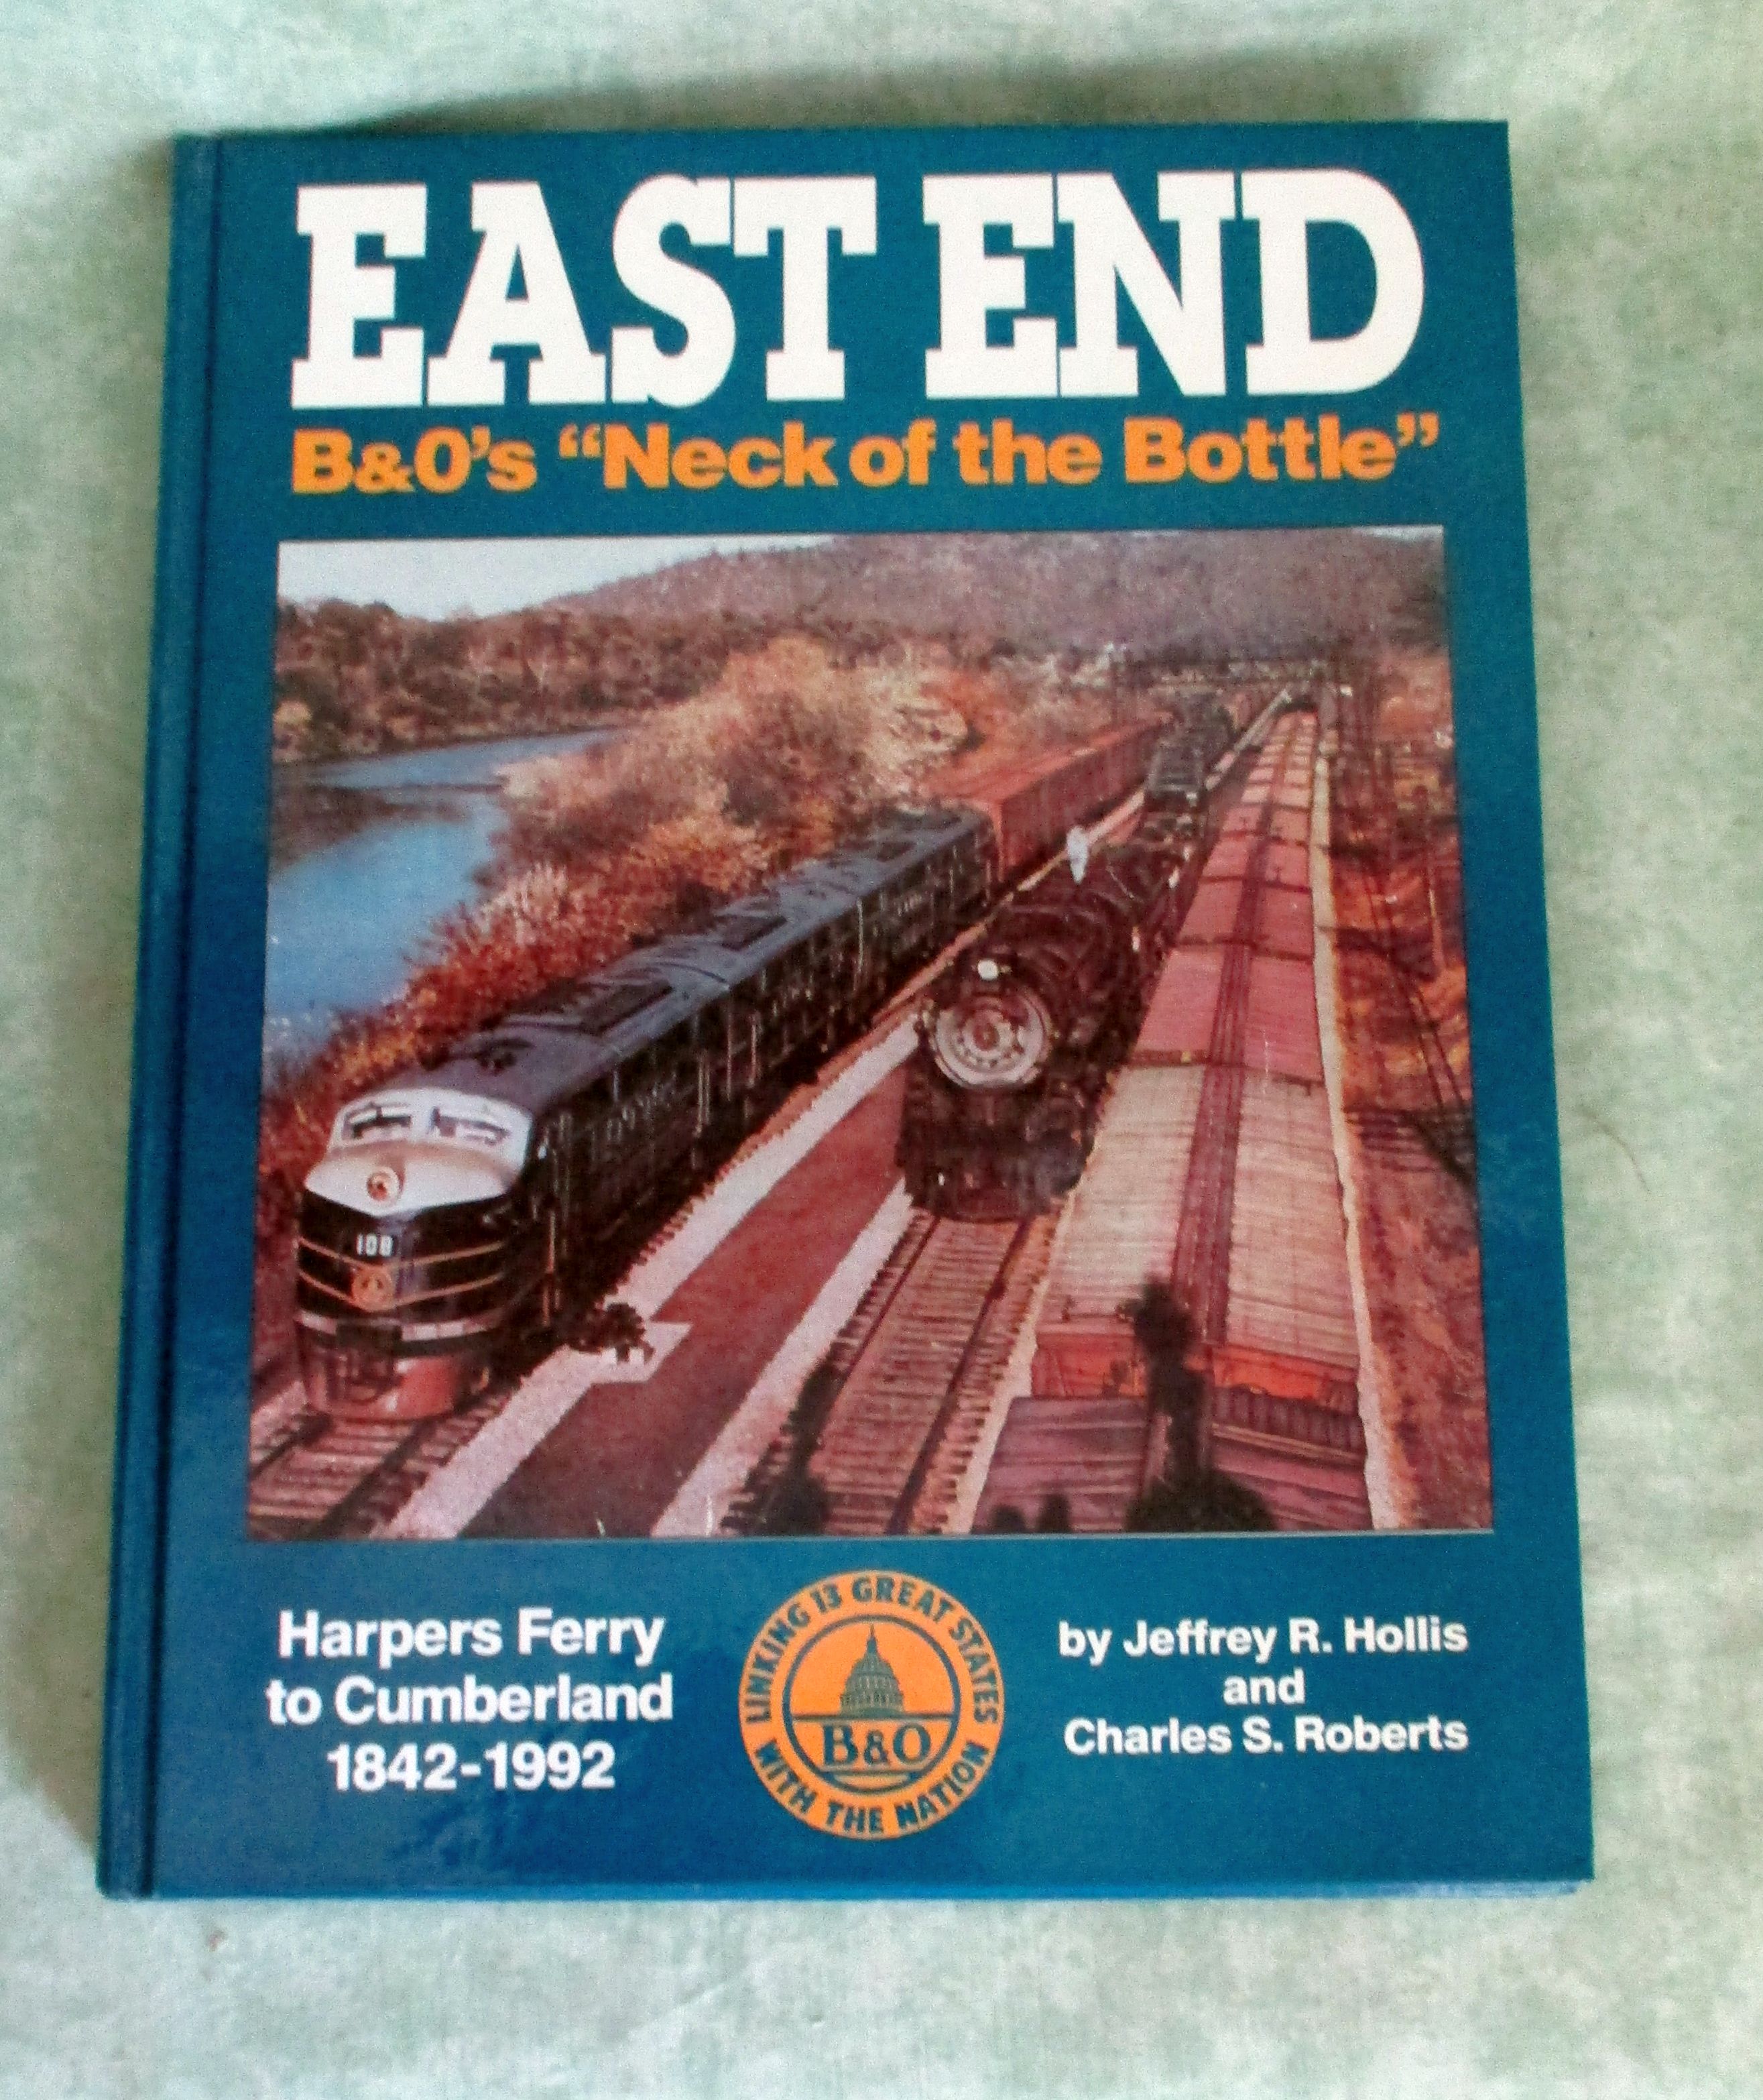 EAST END
B&O's “Neck of the Bottle”
108
Harpers Ferry
to Cumberland
1842-1992
LINKING 13 GREAT STATES
B&O
WITH THE NATION
by Jeffrey R. Hollis
and
Charles S. Roberts